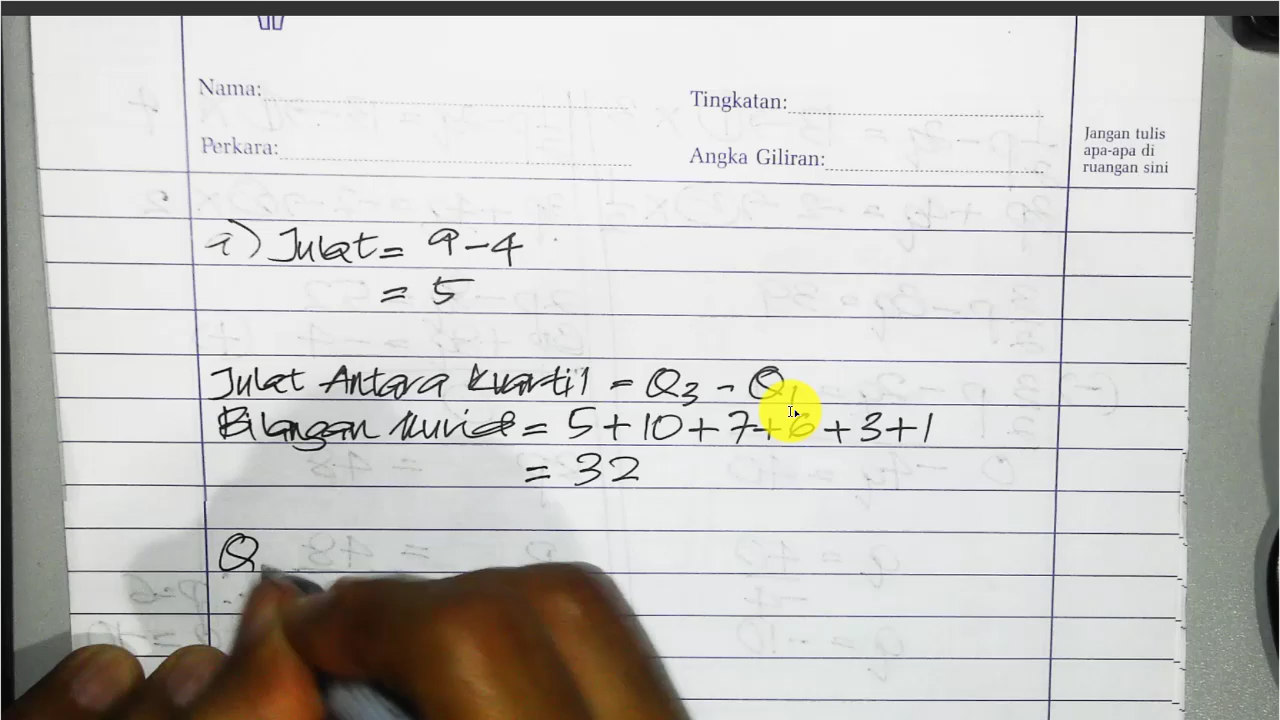 Nama:
Tingkatan:
Perkara:
Angka Giliran:
Jangan tulis
apa-apa di
ruangan sini
a) Julat = 9 - 4
= 5
Julat Antara Kuartil = Q₃ - Q₁
Bilangan Murid = 5 + 10 + 7 + 6 + 3 + 1
= 32
Q